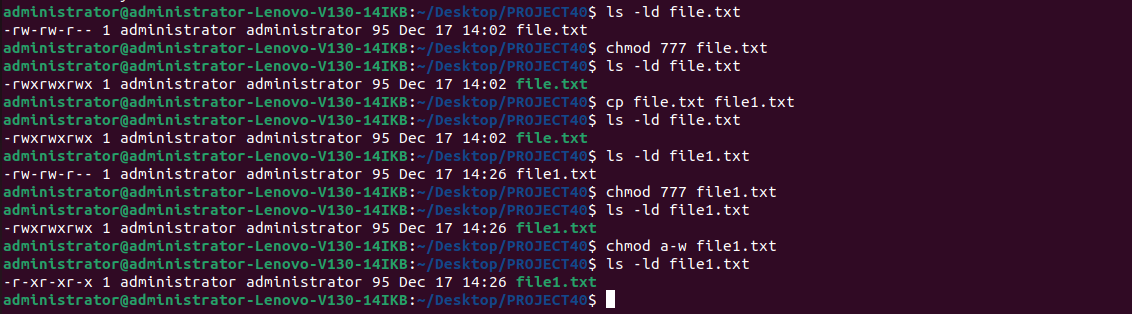 administrator@administrator-Lenovo-V130-14IKB:~/Desktop/PROJECT40$ ls -ld file.txt
-rw-rw-r-- 1 administrator administrator 95 Dec 17 14:02 file.txt
administrator@administrator-Lenovo-V130-14IKB:~/Desktop/PROJECT40$ chmod 777 file.txt
administrator@administrator-Lenovo-V130-14IKB:~/Desktop/PROJECT40$ ls -ld file.txt
-rwxrwxrwx 1 administrator administrator 95 Dec 17 14:02 file.txt
administrator@administrator-Lenovo-V130-14IKB:~/Desktop/PROJECT40$ cp file.txt file1.txt
administrator@administrator-Lenovo-V130-14IKB:~/Desktop/PROJECT40$ ls -ld file.txt
-rwxrwxrwx 1 administrator administrator 95 Dec 17 14:02 file.txt
administrator@administrator-Lenovo-V130-14IKB:~/Desktop/PROJECT40$ ls -ld file1.txt
-rw-rw-r-- 1 administrator administrator 95 Dec 17 14:26 file1.txt
administrator@administrator-Lenovo-V130-14IKB:~/Desktop/PROJECT40$ chmod 777 file1.txt
administrator@administrator-Lenovo-V130-14IKB:~/Desktop/PROJECT40$ ls -ld file1.txt
-rwxrwxrwx 1 administrator administrator 95 Dec 17 14:26 file1.txt
administrator@administrator-Lenovo-V130-14IKB:~/Desktop/PROJECT40$ chmod a-w file1.txt
administrator@administrator-Lenovo-V130-14IKB:~/Desktop/PROJECT40$ ls -ld file1.txt
-r-xr-xr-x 1 administrator administrator 95 Dec 17 14:26 file1.txt
administrator@administrator-Lenovo-V130-14IKB:~/Desktop/PROJECT40$